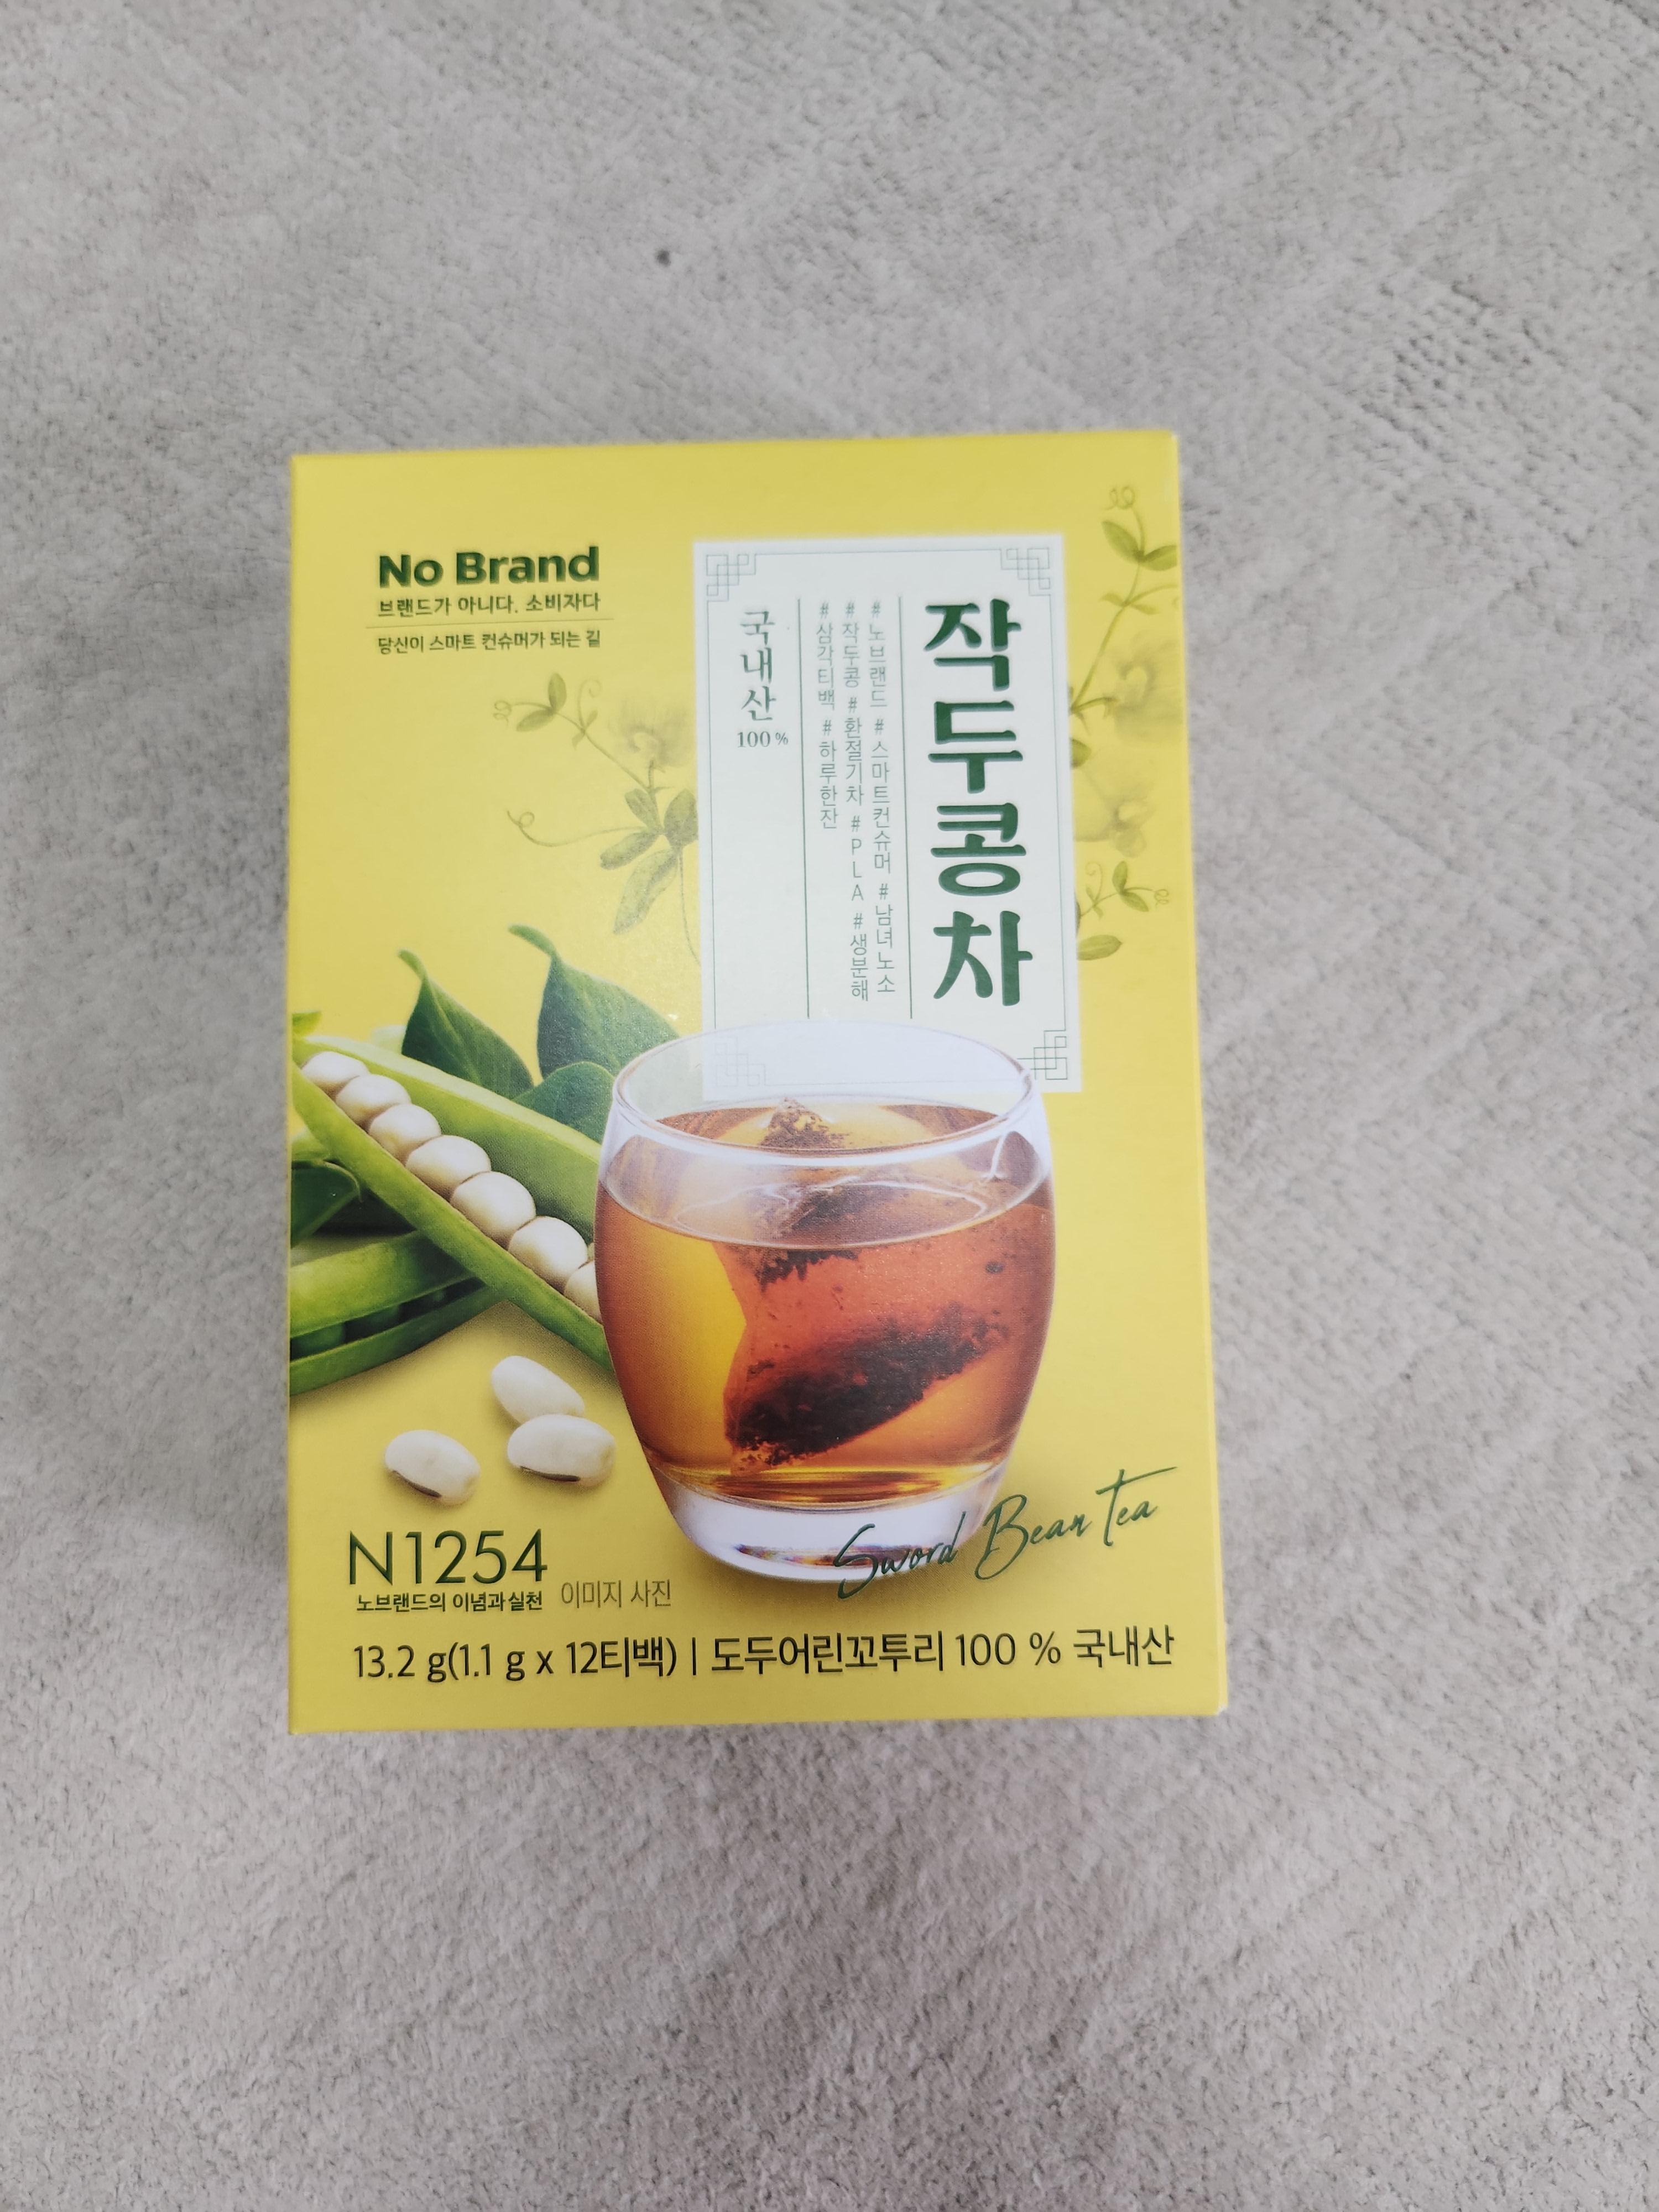 No Brand
브랜드가 아니다. 소비자다
당신이 스마트 컨슈머가 되는 길
작두콩차
#노브랜드 #스마트컨슈머 #남녀노소
#작두콩 #환절기차 #PLA #생분해
#삼각티백 #하루한잔
국내산
100 %
Sword Bean Tea
N1254
노브랜드의 이념과 실천
이미지 사진
13.2 g(1.1 g x 12티백) | 도두어린꼬투리 100 % 국내산